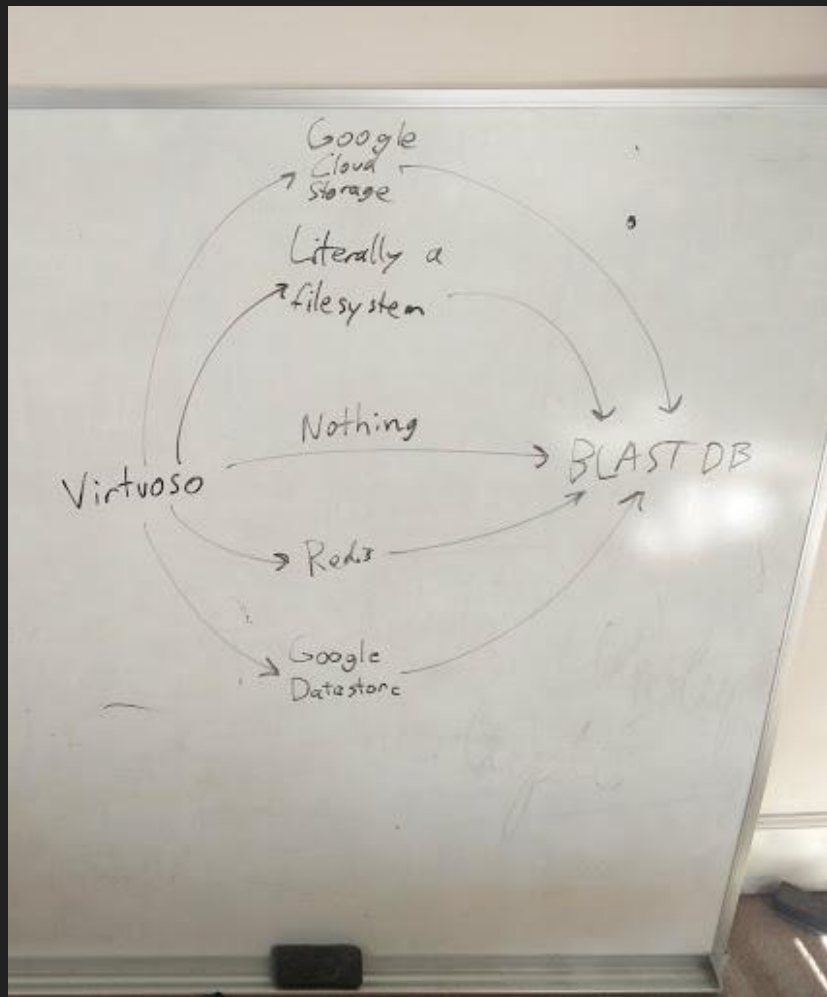 Google
Cloud
Storage
Literally a
filesystem
Nothing
Virtuoso
BLAST DB
Redis
Google
Datastore